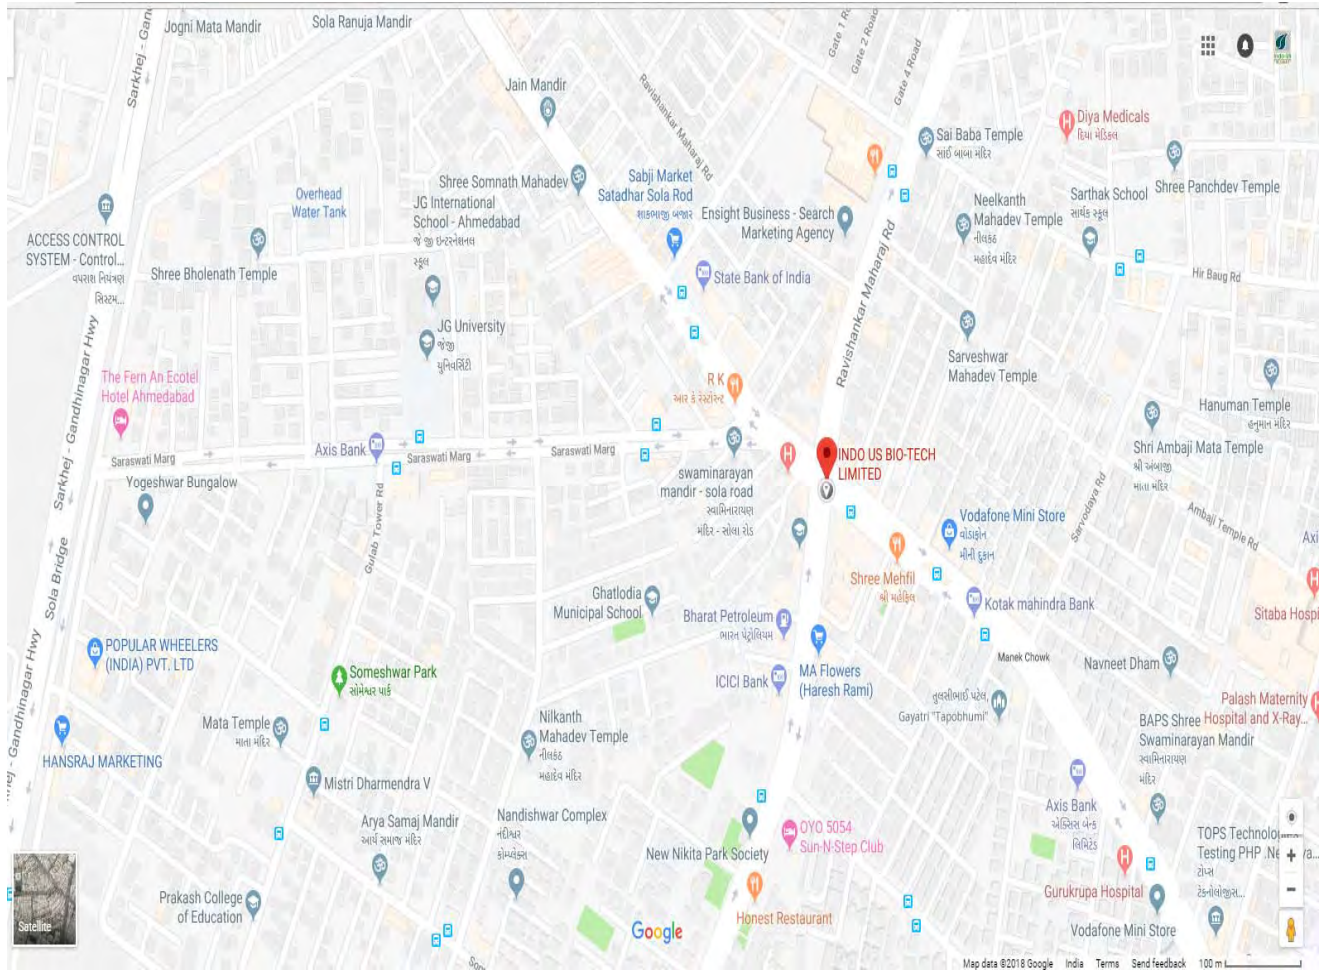 Jogni Mata Mandir
Sola Ranuja Mandir
Gate 2 Road
Gate 4 Road
Jain Mandir
Ravishankar Maharaj Rd
Sai Baba Temple
સાંઈ બાબા મંદિર
Diya Medicals
દિયા મેડિકલ
Shree Panchdev Temple
Shree Somnath Mahadev
Sabji Market
Satadhar Sola Rod
શાકભાજી બજાર
Ensight Business - Search
Marketing Agency
Neelkanth
Mahadev Temple
નીલકંઠ
મહાદેવ મંદિર
Sarthak School
સાર્થક સ્કૂલ
Overhead
Water Tank
JG International
School - Ahmedabad
જે જી ઇન્ટરનેશનલ
સ્કૂલ
ACCESS CONTROL
SYSTEM - Control...
વપરાશ નિયંત્રણ
સિસ્ટમ...
Shree Bholenath Temple
State Bank of India
Hir Baug Rd
Ravishankar Maharaj Rd
JG University
જેજી
યુનિવર્સિટી
Sarveshwar
Mahadev Temple
Sarkhej - Gandhinagar Hwy
The Fern An Ecotel
Hotel Ahmedabad
R K
આર કે રેસ્ટોરન્ટ
Hanuman Temple
હનુમાન મંદિર
Shri Ambaji Mata Temple
શ્રી અંબાજી
માતા મંદિર
Axis Bank
Saraswati Marg
Saraswati Marg
Saraswati Marg
INDO US BIO-TECH
LIMITED
swaminarayan
mandir - sola road
સ્વામિનારાયણ
મંદિર - સોલા રોડ
Yogeshwar Bungalow
Gulab Tower Rd
Vodafone Mini Store
વોડાફોન
મીની દુકાન
Sarvodaya Rd
Ambaji Temple Rd
Sola Bridge
Shree Mehfil
શ્રી મહેફિલ
Ghatlodia
Municipal School
Bharat Petroleum
ભારત પેટ્રોલિયમ
Kotak mahindra Bank
Sitaba Hospi
POPULAR WHEELERS
(INDIA) PVT. LTD
Manek Chowk
Navneet Dham
Someshwar Park
સોમેશ્વર પાર્ક
ICICI Bank
MA Flowers
(Haresh Rami)
તુલસીભાઈ પટેલ,
Gayatri "Tapobhumi"
Palash Maternity
Hospital and X-Ray...
Mata Temple
માતા મંદિર
Nilkanth
Mahadev Temple
નીલકંઠ
મહાદેવ મંદિર
BAPS Shree
Swaminarayan Mandir
સ્વામિનારાયણ
મંદિર
HANSRAJ MARKETING
Mistri Dharmendra V
Arya Samaj Mandir
આર્ય સમાજ મંદિર
Nandishwar Complex
નંદીશ્વર
કોમ્પ્લેક્સ
Axis Bank
એક્સિસ બેન્ક
લિમિટેડ
OYO 5054
Sun-N-Step Club
New Nikita Park Society
TOPS Technologies
Testing PHP .Ne
ટોપ્સ
ટેક્નોલોજીસ...
Gurukrupa Hospital
Prakash College
of Education
Honest Restaurant
Vodafone Mini Store
Satellite
Google
Map data ©2018 Google India Terms Send feedback 100 m